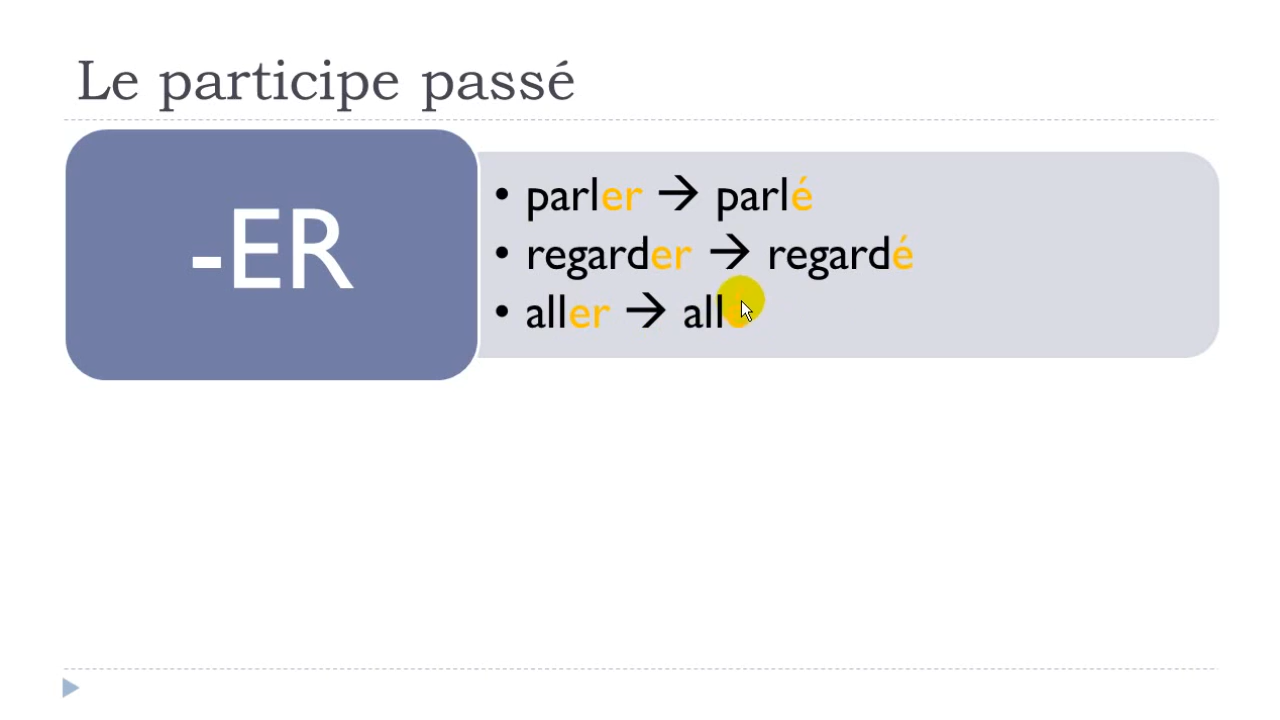 Le participe passé
-ER
• parler → parlé
• regarder → regardé
• aller → all